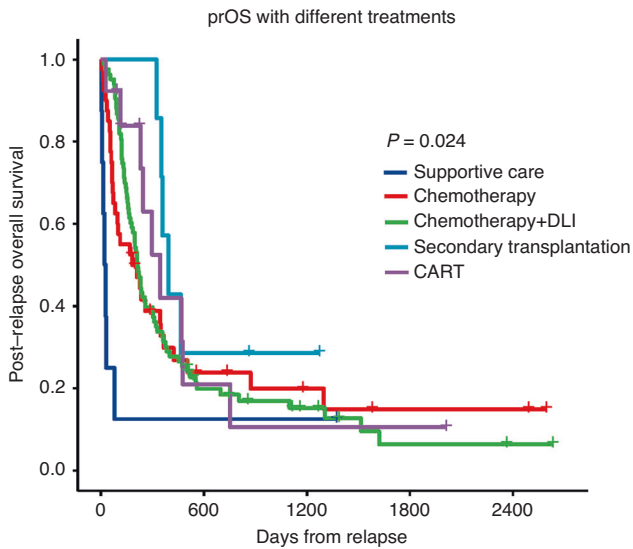 prOS with different treatments
Post–relapse overall survival
1.0
0.8
0.6
0.4
0.2
0.0
P = 0.024
Supportive care
Chemotherapy
Chemotherapy+DLI
Secondary transplantation
CART
0 600 1200 1800 2400
Days from relapse